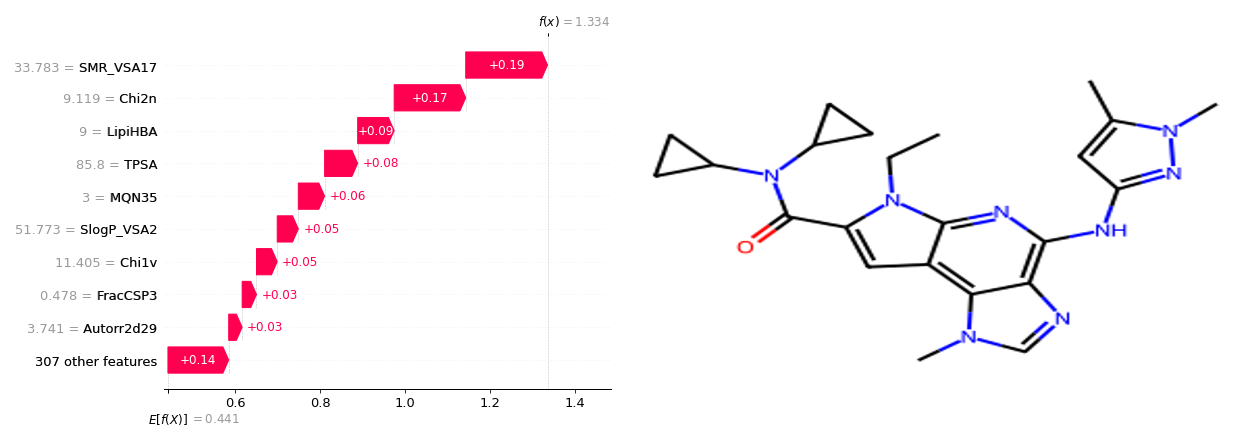 f(x) = 1.334
33.783 = SMR_VSA17
+0.19
9.119 = Chi2n
+0.17
9 = LipiHBA
+0.09
85.8 = TPSA
+0.08
3 = MQN35
+0.06
51.773 = SlogP_VSA2
+0.05
11.405 = Chi1v
+0.05
0.478 = FracCSP3
+0.03
3.741 = Autorr2d29
+0.03
307 other features
+0.14
0.6 0.8 1.0 1.2 1.4
E[f(X)] = 0.441
N
N
N
N
N
N
O
NH
N
N